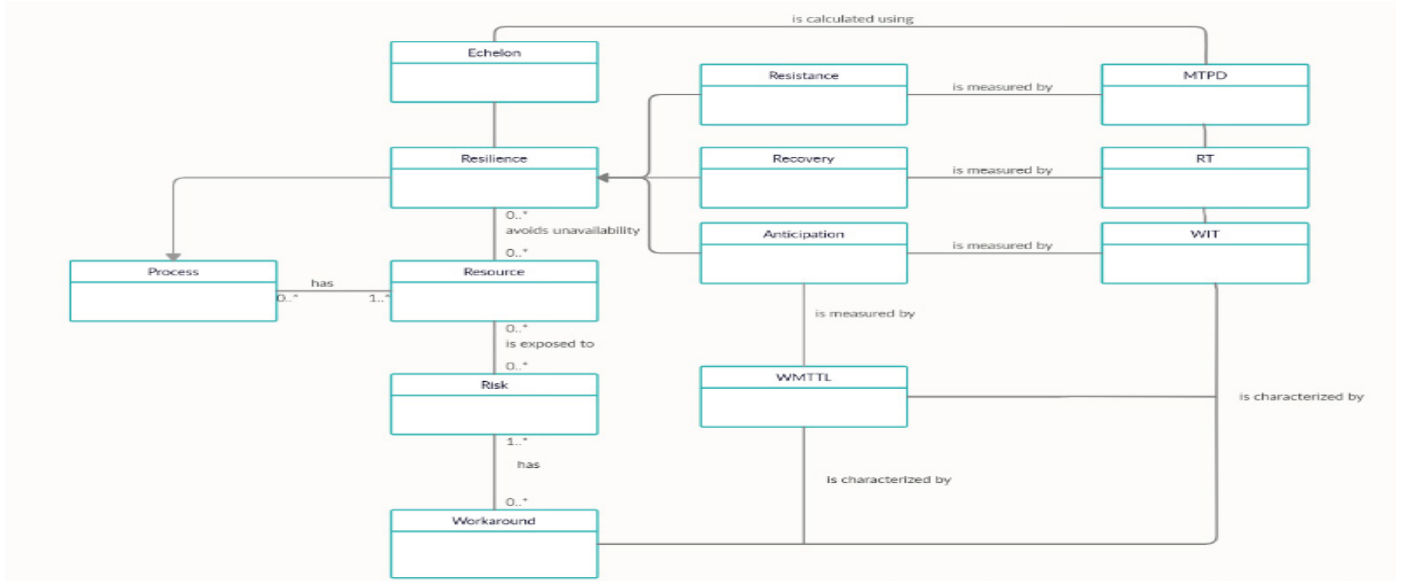 is calculated using
Echelon
Resistance
is measured by
MTPD
Resilience
Recovery
is measured by
RT
0..*
avoids unavailability
0..*
Anticipation
is measured by
WIT
Process
has
0..*
1..*
Resource
is measured by
0..*
is exposed to
0..*
Risk
WMTTL
is characterized by
1..*
has
0..*
is characterized by
Workaround